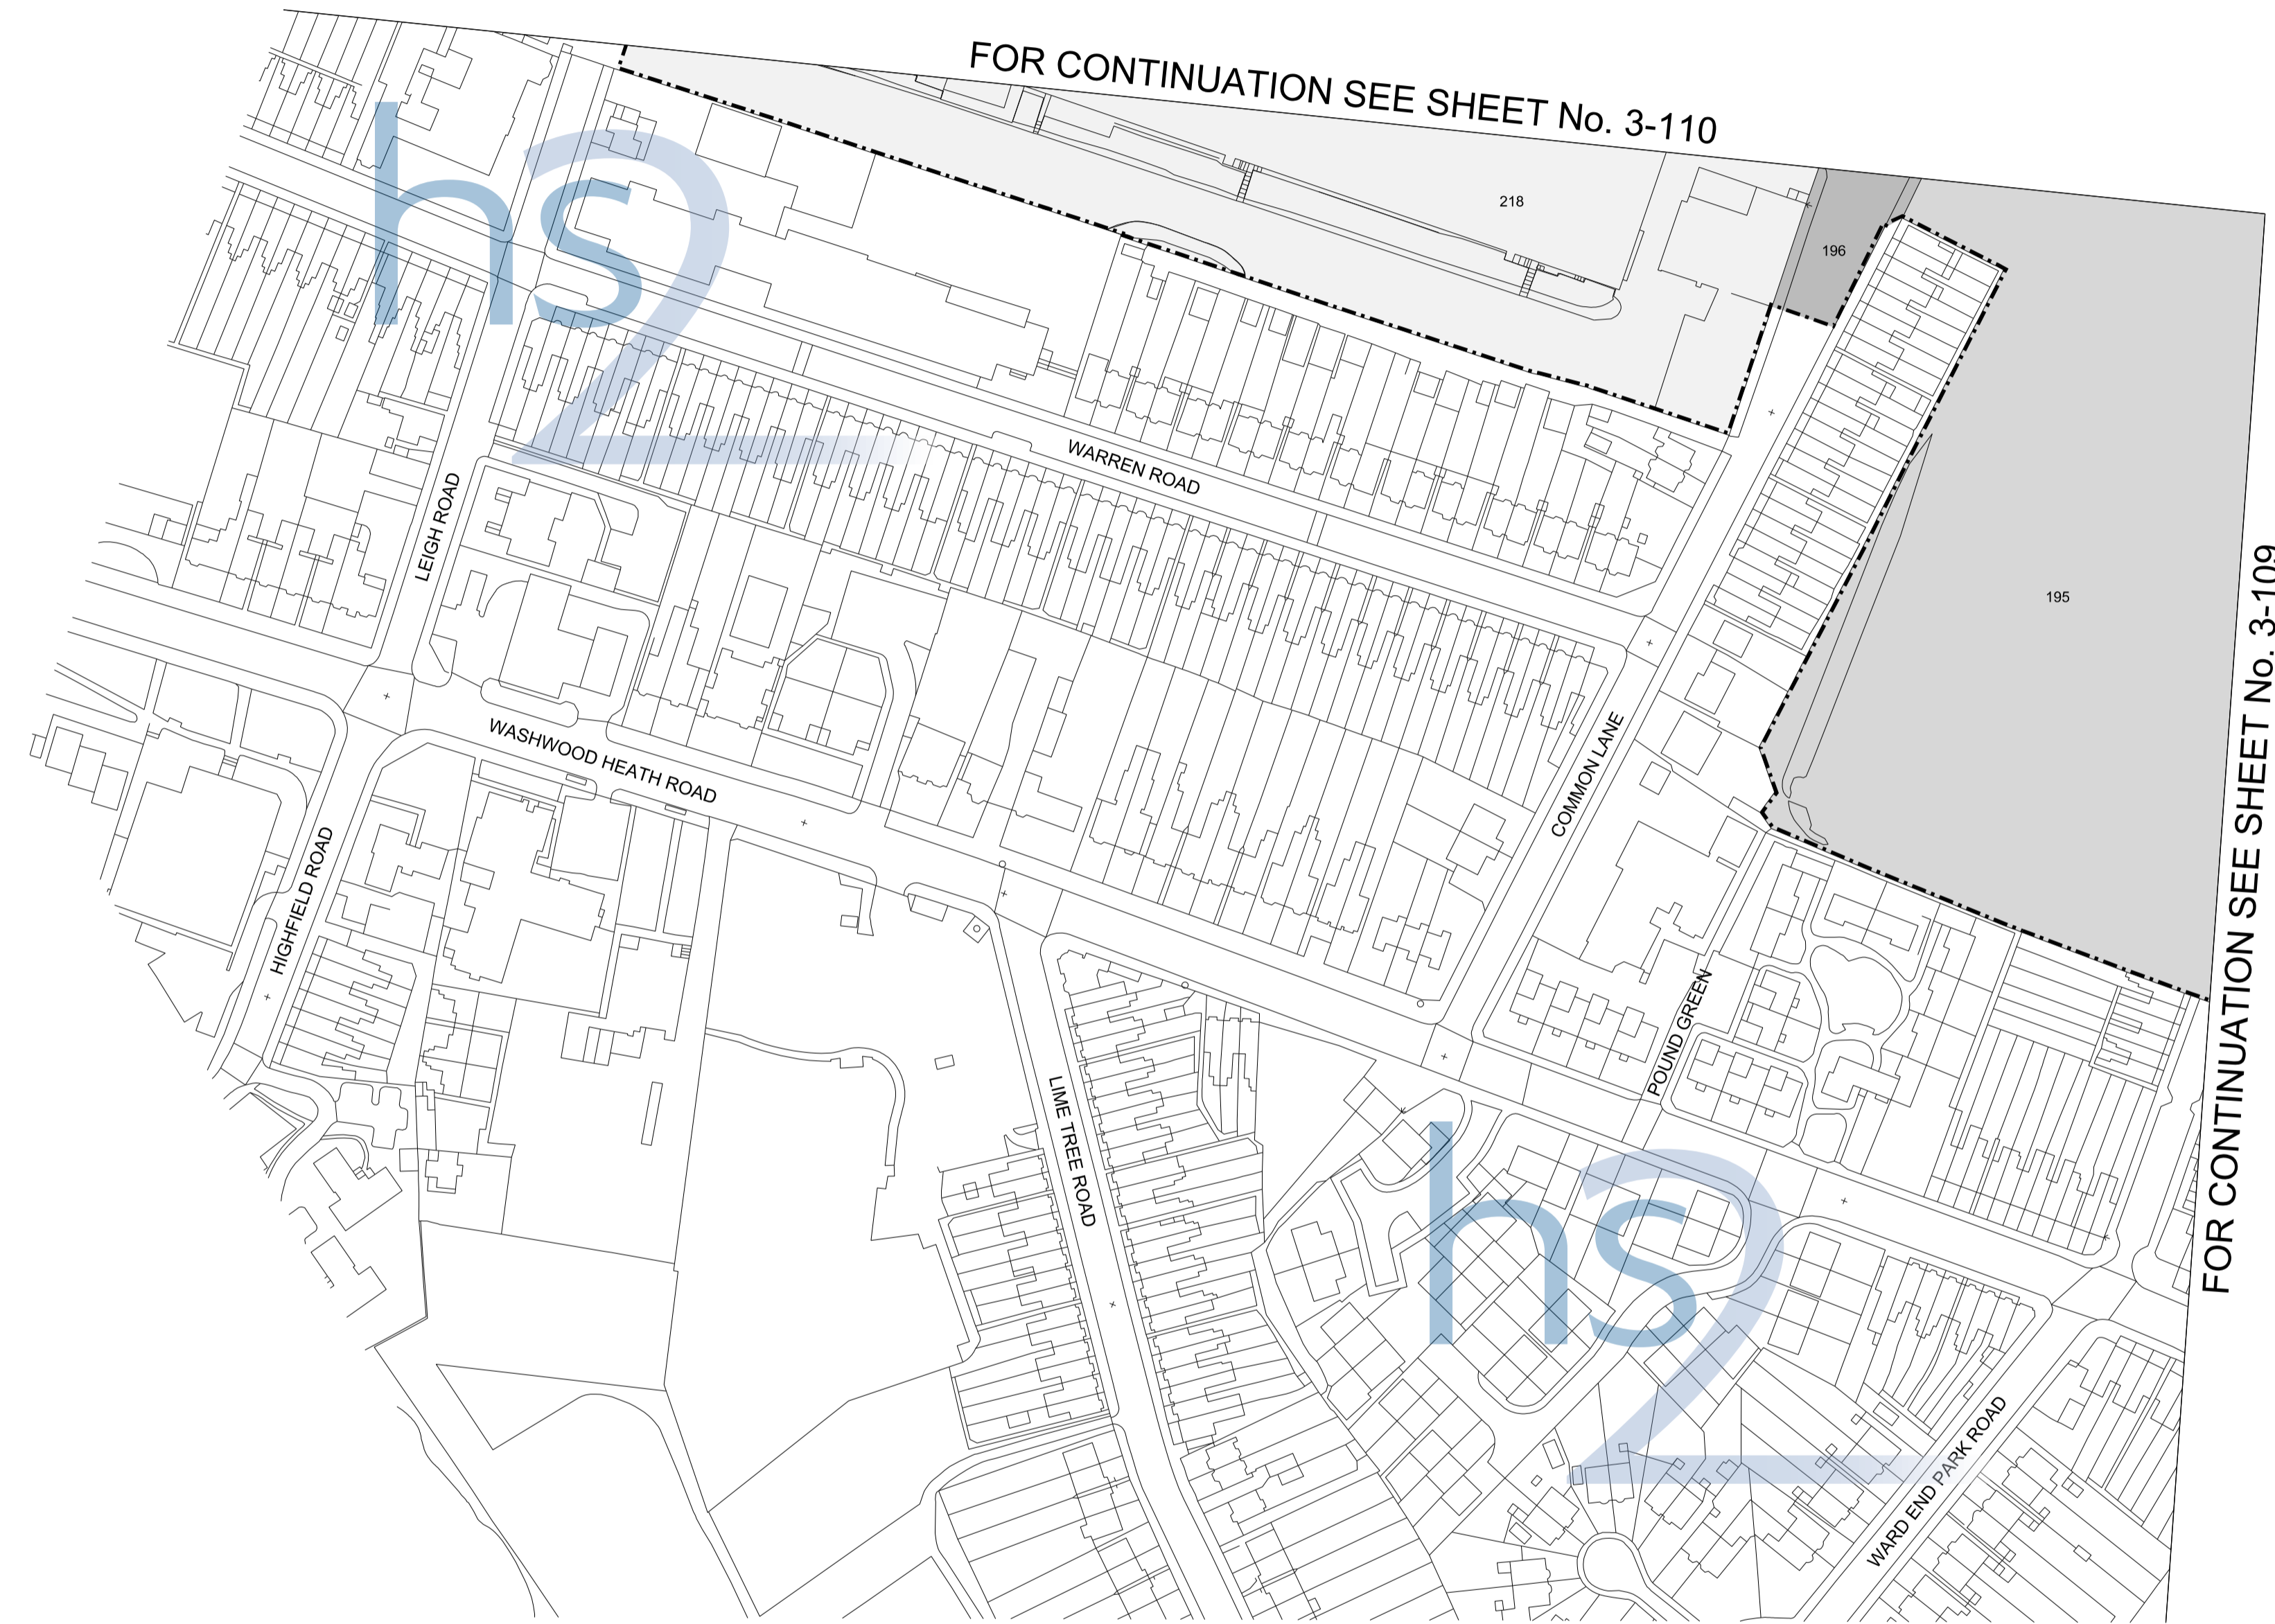 FOR CONTINUATION SEE SHEET No. 3-110
hs2
218
196
WARREN ROAD
LEIGH ROAD
195
FOR CONTINUATION SEE SHEET No. 3-109
WASHWOOD HEATH ROAD
COMMON LANE
HIGHFIELD ROAD
POUND GREEN
LIME TREE ROAD
hs2
WARD END PARK ROAD